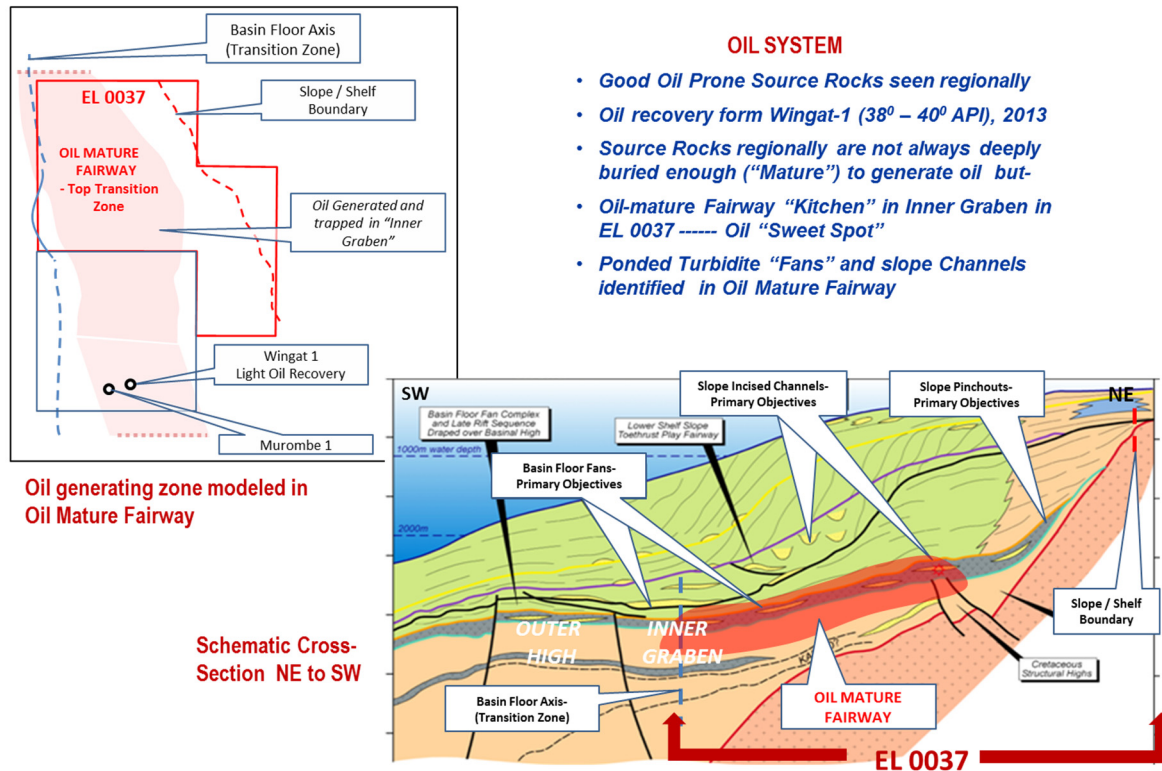 Basin Floor Axis
(Transition Zone)
EL 0037
Slope / Shelf
Boundary
OIL MATURE
FAIRWAY
- Top Transition
Zone
Oil Generated and
trapped in "Inner
Graben"
Wingat 1
Light Oil Recovery
Murombe 1
Oil generating zone modeled in
Oil Mature Fairway
OIL SYSTEM
• Good Oil Prone Source Rocks seen regionally
• Oil recovery form Wingat-1 (38⁰ – 40⁰ API), 2013
• Source Rocks regionally are not always deeply
buried enough ("Mature") to generate oil but-
• Oil-mature Fairway "Kitchen" in Inner Graben in
EL 0037 ------ Oil "Sweet Spot"
• Ponded Turbidite "Fans" and slope Channels
identified in Oil Mature Fairway
SW
NE
Basin Floor Fan Complex
and Late Rift Sequence
Draped over Basinal High
Lower Shelf Slope
Toethrust Play Fairway
Slope Incised Channels-
Primary Objectives
Slope Pinchouts-
Primary Objectives
1000m water depth
Basin Floor Fans-
Primary Objectives
2000m
OUTER
HIGH
INNER
GRABEN
Slope / Shelf
Boundary
Cretaceous
Structural Highs
Basin Floor Axis-
(Transition Zone)
OIL MATURE
FAIRWAY
EL 0037
Schematic Cross-
Section NE to SW